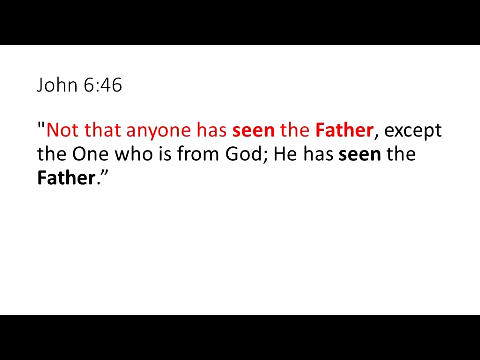 John 6:46
"Not that anyone has seen the Father, except
the One who is from God; He has seen the
Father.”